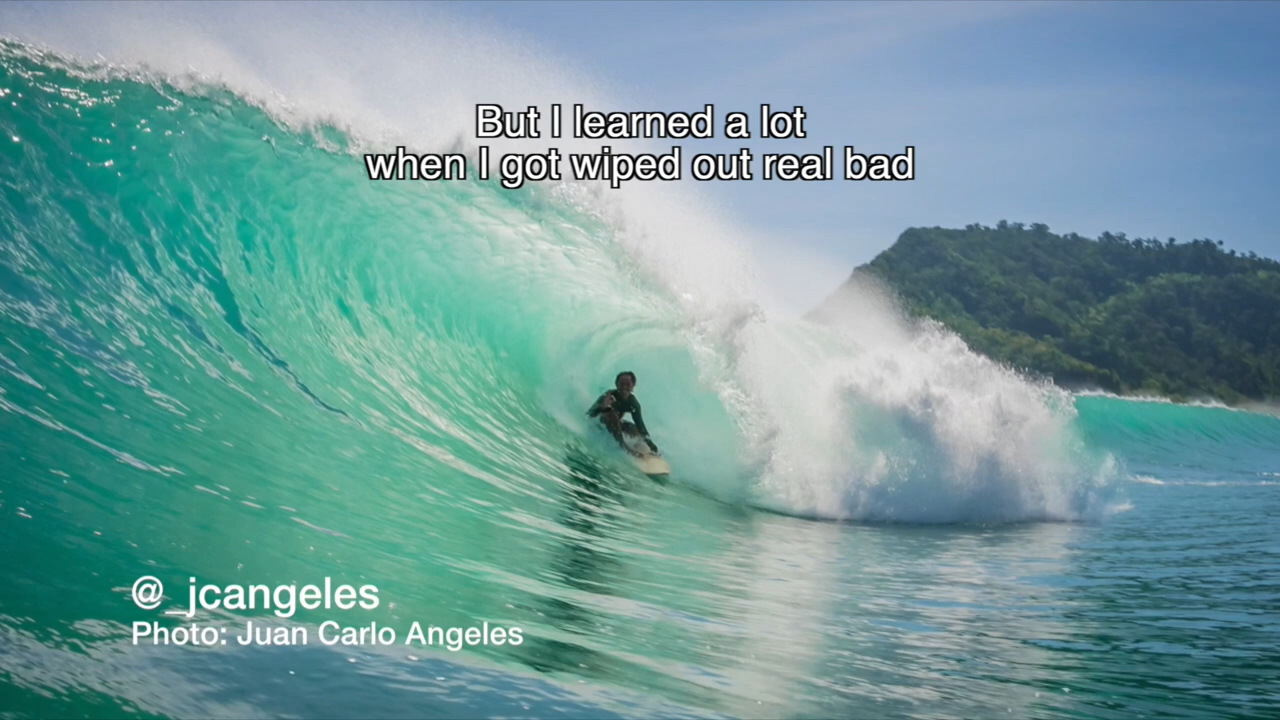 But I learned a lot
when I got wiped out real bad
@_jcangeles
Photo: Juan Carlo Angeles